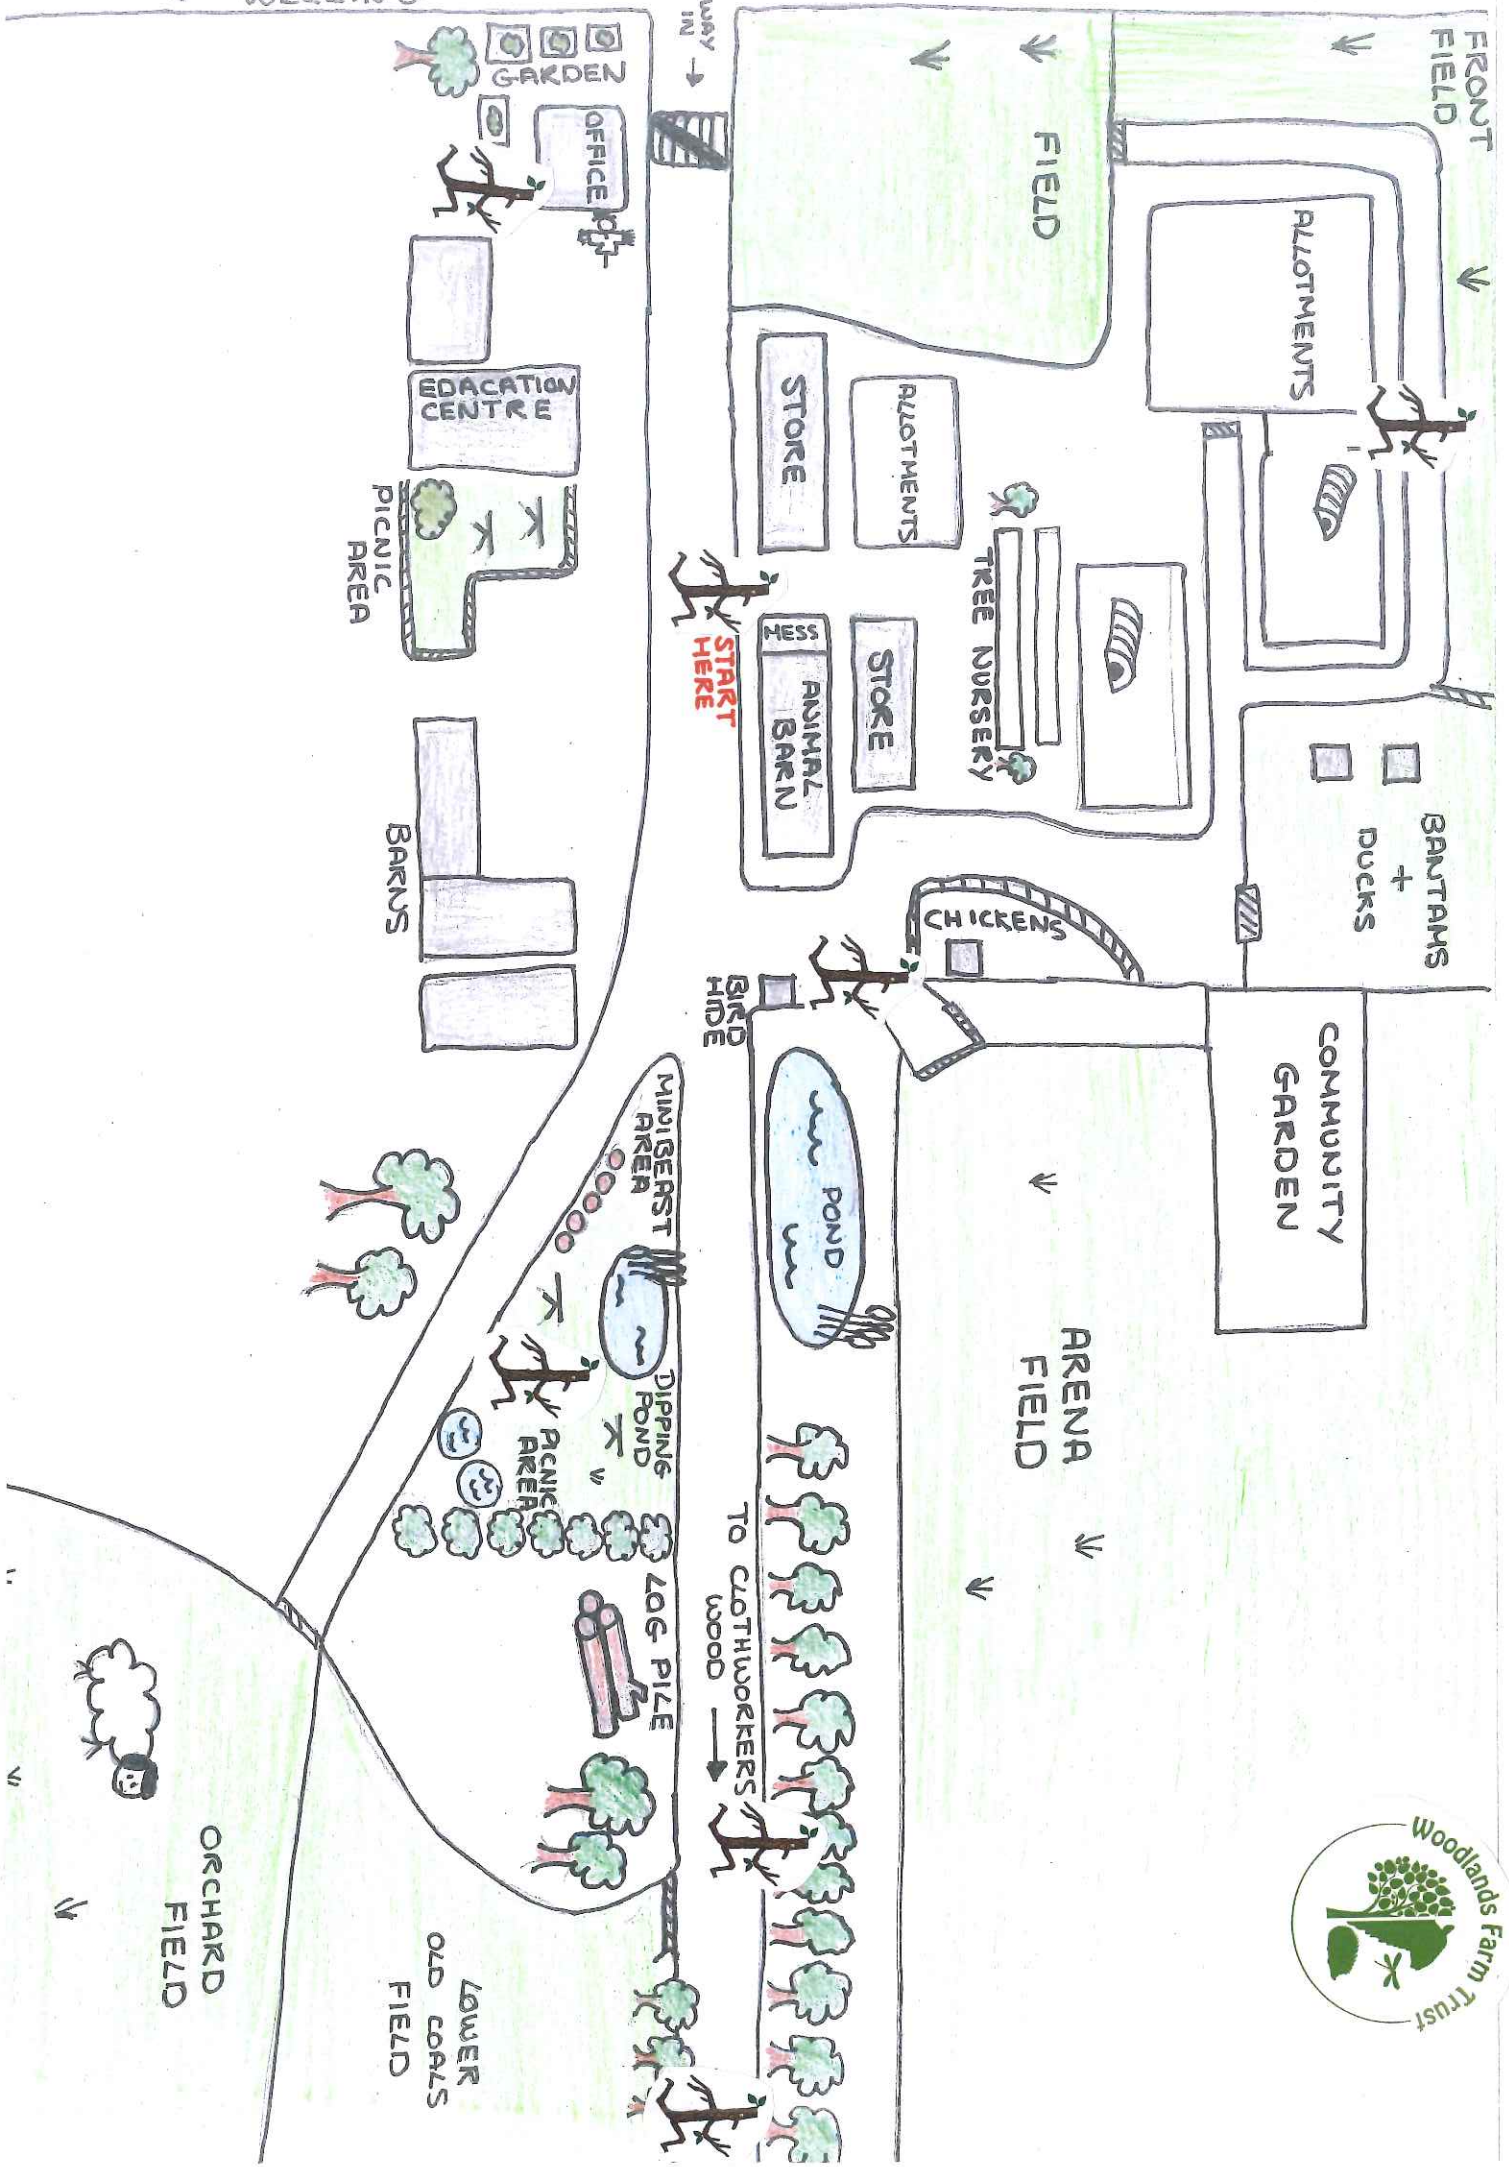 FRONT
FIELD
FIELD
WAY
IN
GARDEN
OFFICE
ALLOTMENTS
ALLOTMENTS
STORE
EDACATION
CENTRE
PICNIC
AREA
START
HERE
MESS
ANIMAL
BARN
STORE
TREE NURSERY
BANTAMS
+
DUCKS
BARNS
CHICKENS
BIRD
HIDE
COMMUNITY
GARDEN
POND
MINIBEAST
AREA
DIPPING
POND
PICNIC
AREA
ARENA
FIELD
TO CLOTHWORKERS
WOOD
LOG PILE
ORCHARD
FIELD
LOWER
OLD COALS
FIELD
Woodlands Farm Trust